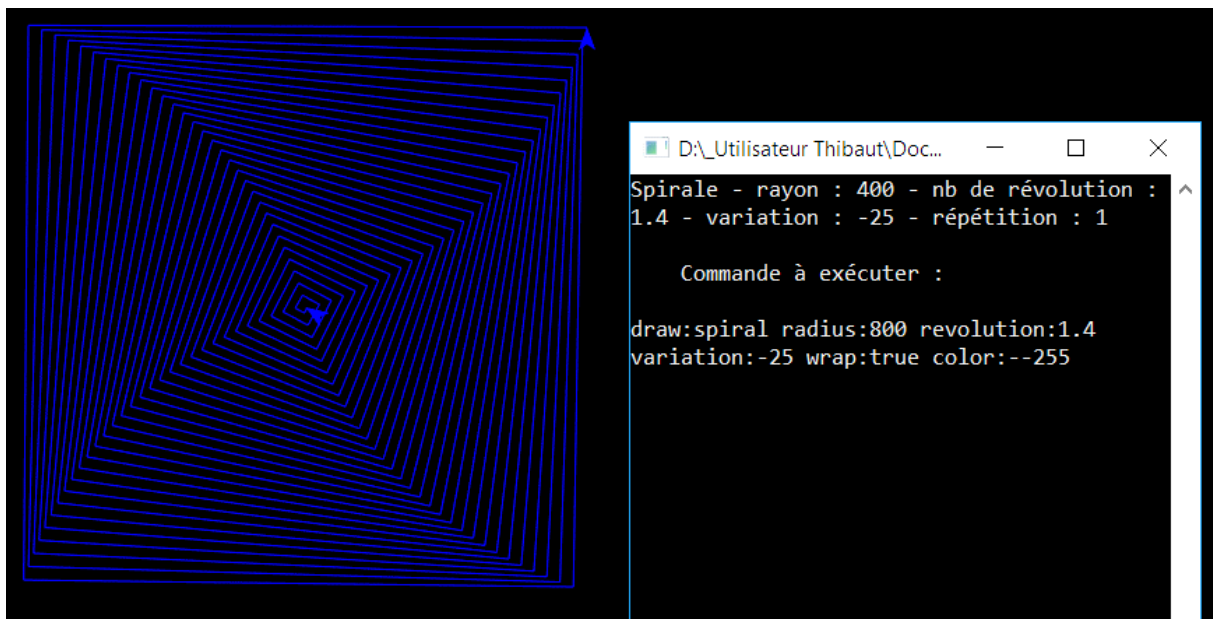 D:\_Utilisateur Thibaut\Doc...
Spirale - rayon : 400 - nb de révolution :
1.4 - variation : -25 - répétition : 1
Commande à exécuter :
draw:spiral radius:800 revolution:1.4
variation:-25 wrap:true color:--255